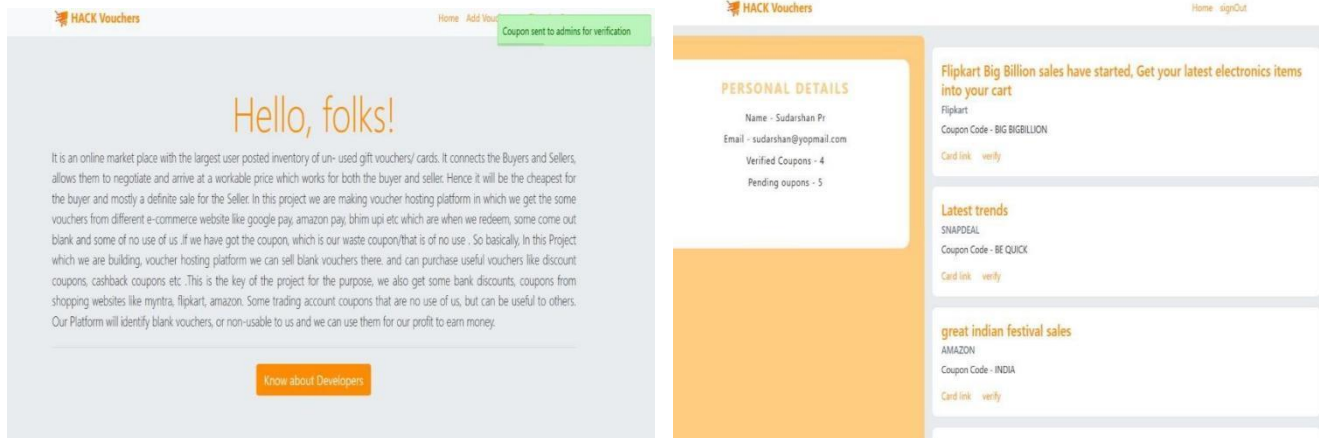 HACK Vouchers
Home Add Vou
Coupon sent to admins for verification
Hello, folks!
It is an online market place with the largest user posted inventory of un- used gift vouchers/ cards. It connects the Buyers and Sellers,
allows them to negotiate and arrive at a workable price which works for both the buyer and seller. Hence it will be the cheapest for
the buyer and mostly a definite sale for the Seller. In this project we are making voucher hosting platform in which we get the some
vouchers from different e-commerce website like google pay, amazon pay, bhim upi etc which are when we redeem, some come out
blank and some of no use of us .If we have got the coupon, which is our waste coupon/that is of no use . So basically, In this Project
which we are building, voucher hosting platform we can sell blank vouchers there. and can purchase useful vouchers like discount
coupons, cashback coupons etc .This is the key of the project for the purpose, we also get some bank discounts, coupons from
shopping websites like myntra, flipkart, amazon. Some trading account coupons that are no use of us, but can be useful to others.
Our Platform will identify blank vouchers, or non-usable to us and we can use them for our profit to earn money.
Know about Developers
HACK Vouchers
Home signOut
PERSONAL DETAILS
Name - Sudarshan Pr
Email - sudarshan@yopmail.com
Verified Coupons - 4
Pending oupons - 5
Flipkart Big Billion sales have started, Get your latest electronics items
into your cart
Flipkart
Coupon Code - BIG BIGBILLION
Card link verify
Latest trends
SNAPDEAL
Coupon Code - BE QUICK
Card link verify
great indian festival sales
AMAZON
Coupon Code - INDIA
Card link verify